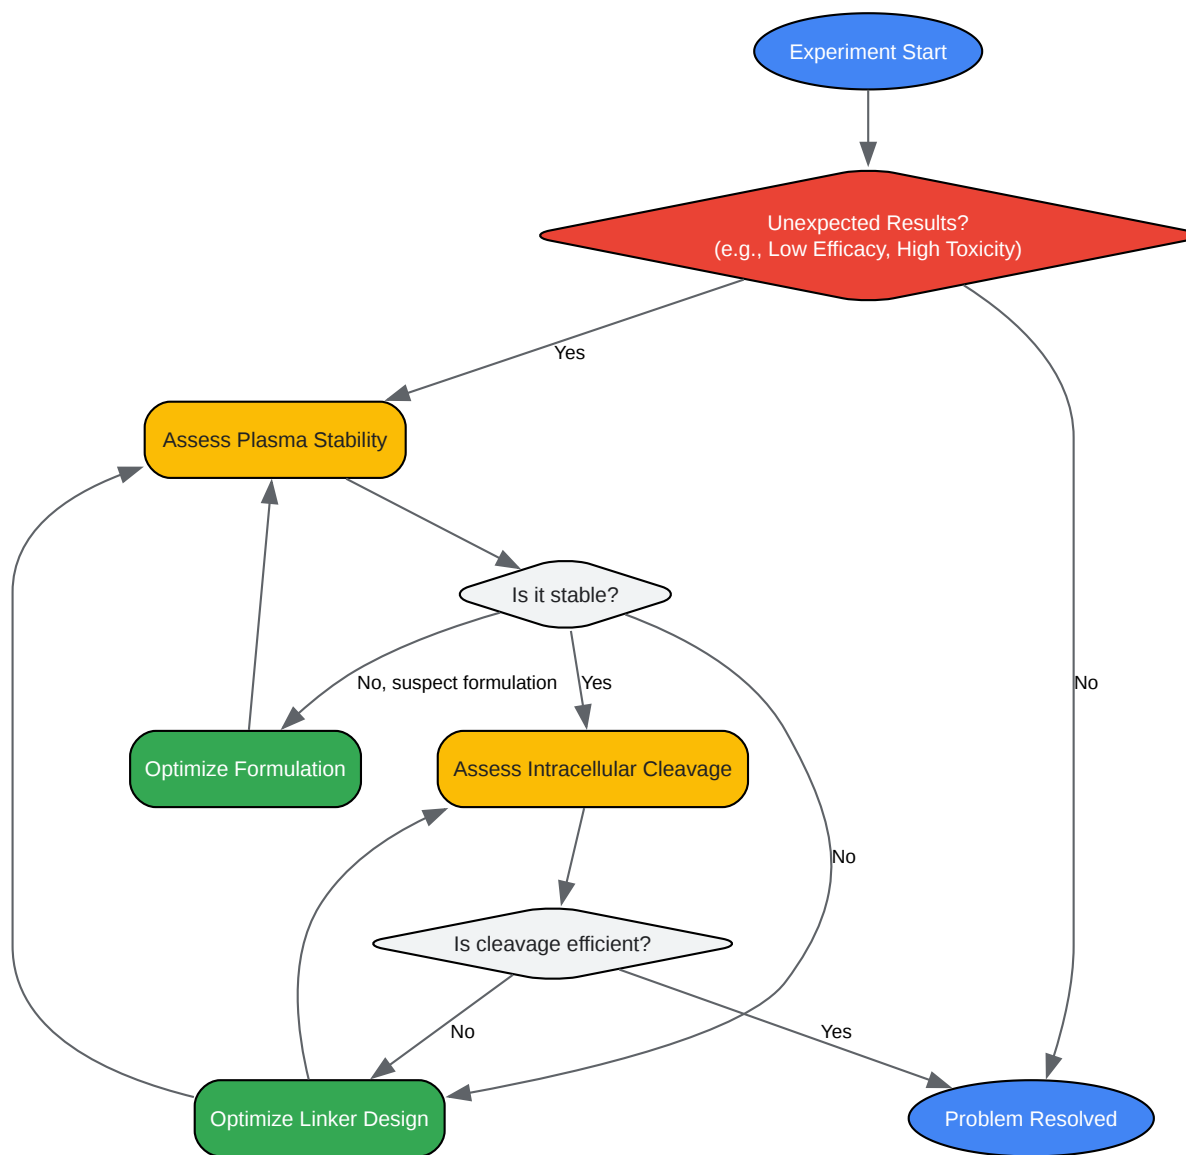 Experiment Start
Unexpected Results?
(e.g., Low Efficacy, High Toxicity)
Yes
Assess Plasma Stability
Is it stable?
No, suspect formulation
Yes
No
Optimize Formulation
Assess Intracellular Cleavage
No
Is cleavage efficient?
No
Yes
Optimize Linker Design
Problem Resolved